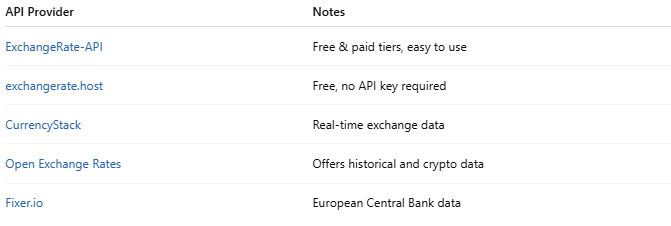 API Provider Notes
ExchangeRate-API Free & paid tiers, easy to use
exchangerate.host Free, no API key required
CurrencyStack Real-time exchange data
Open Exchange Rates Offers historical and crypto data
Fixer.io European Central Bank data